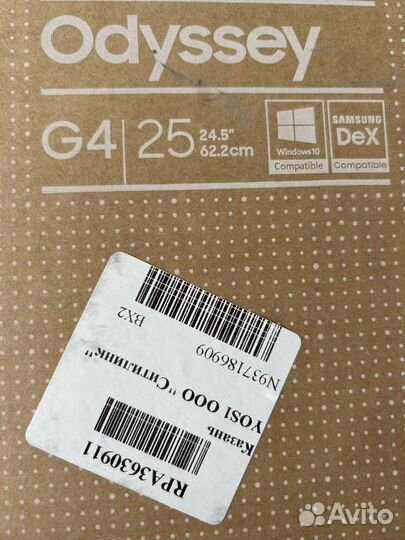 Odyssey
G4 25 24.5" 62.2cm
Windows10 Compatible
SAMSUNG DeX Compatible
BX2
N937186909
YOS1 ООО "Ситилинк"
Казань
RPA3630911
Avito